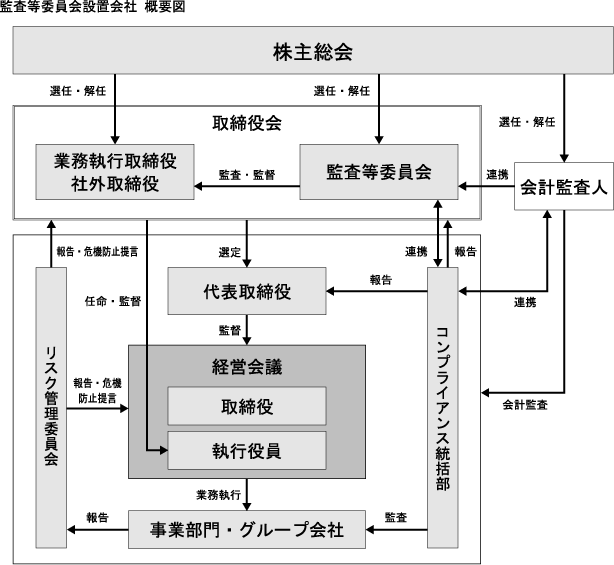 監査等委員会設置会社 概要図
株主総会
選任・解任
選任・解任
選任・解任
取締役会
業務執行取締役
社外取締役
監査・監督
監査等委員会
連携
会計監査人
報告・危機防止提言
選定
連携
報告
任命・監督
代表取締役
報告
連携
監督
リスク管理委員会
経営会議
コンプライアンス統括部
報告・危機
防止提言
取締役
会計監査
執行役員
業務執行
報告
事業部門・グループ会社
監査